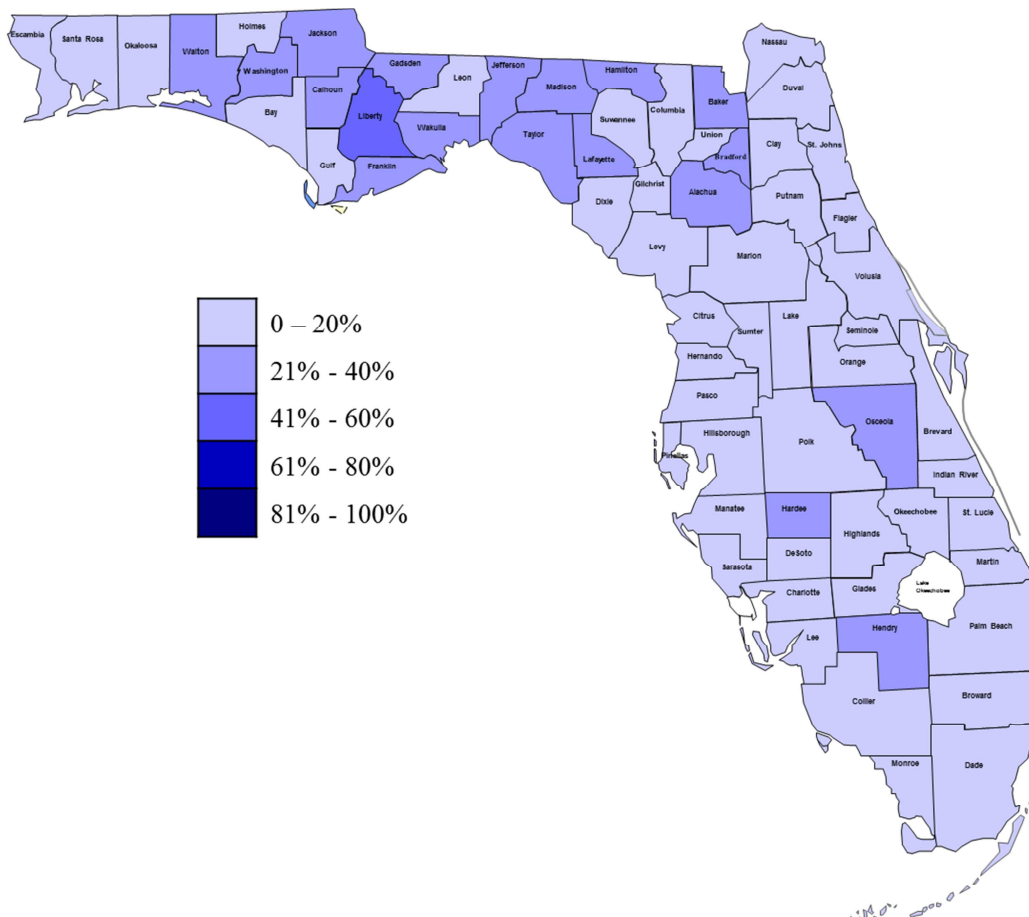 Escambia
Santa Rosa
Okaloosa
Walton
Holmes
Washington
Jackson
Bay
Calhoun
Gulf
Liberty
Gadsden
Leon
Wakulla
Franklin
Jefferson
Madison
Taylor
Hamilton
Suwannee
Lafayette
Columbia
Dixie
Gilchrist
Baker
Union
Bradford
Alachua
Nassau
Duval
Clay
St. Johns
Putnam
Flagler
Levy
Marion
Volusia
Citrus
Sumter
Lake
Seminole
Hernando
Orange
Pasco
Hillsborough
Pinellas
Polk
Osceola
Brevard
Indian River
Manatee
Hardee
Highlands
Okeechobee
St. Lucie
Sarasota
DeSoto
Martin
Charlotte
Glades
Lake
Okeechobee
Lee
Hendry
Palm Beach
Collier
Broward
Monroe
Dade
0 – 20%
21% - 40%
41% - 60%
61% - 80%
81% - 100%